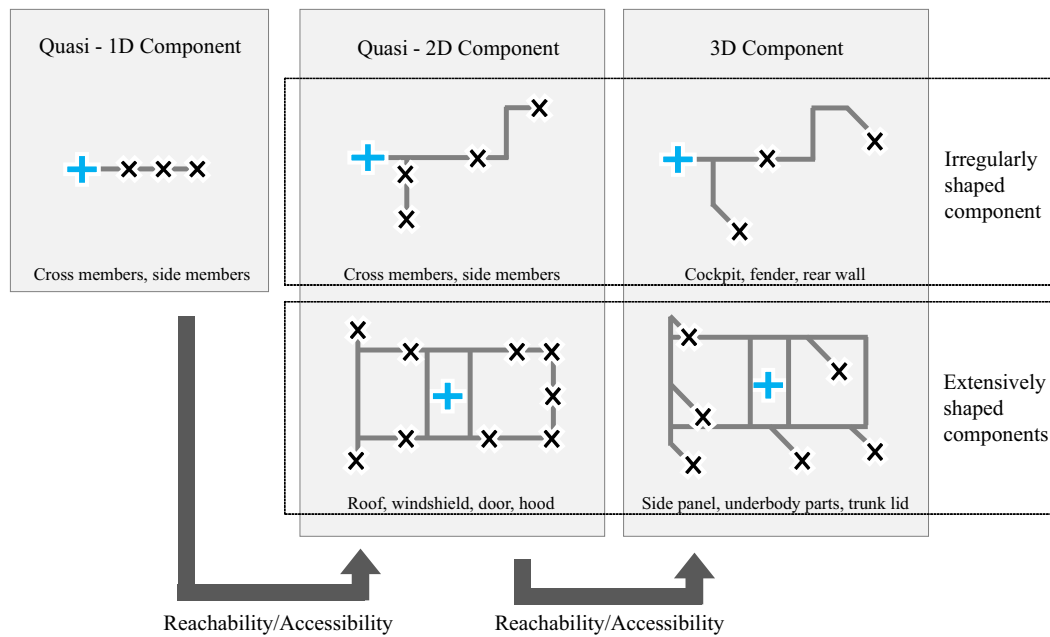 Quasi - 1D Component
Quasi - 2D Component
3D Component
Irregularly
shaped
component
Cross members, side members
Cross members, side members
Cockpit, fender, rear wall
Extensively
shaped
components
Roof, windshield, door, hood
Side panel, underbody parts, trunk lid
Reachability/Accessibility
Reachability/Accessibility